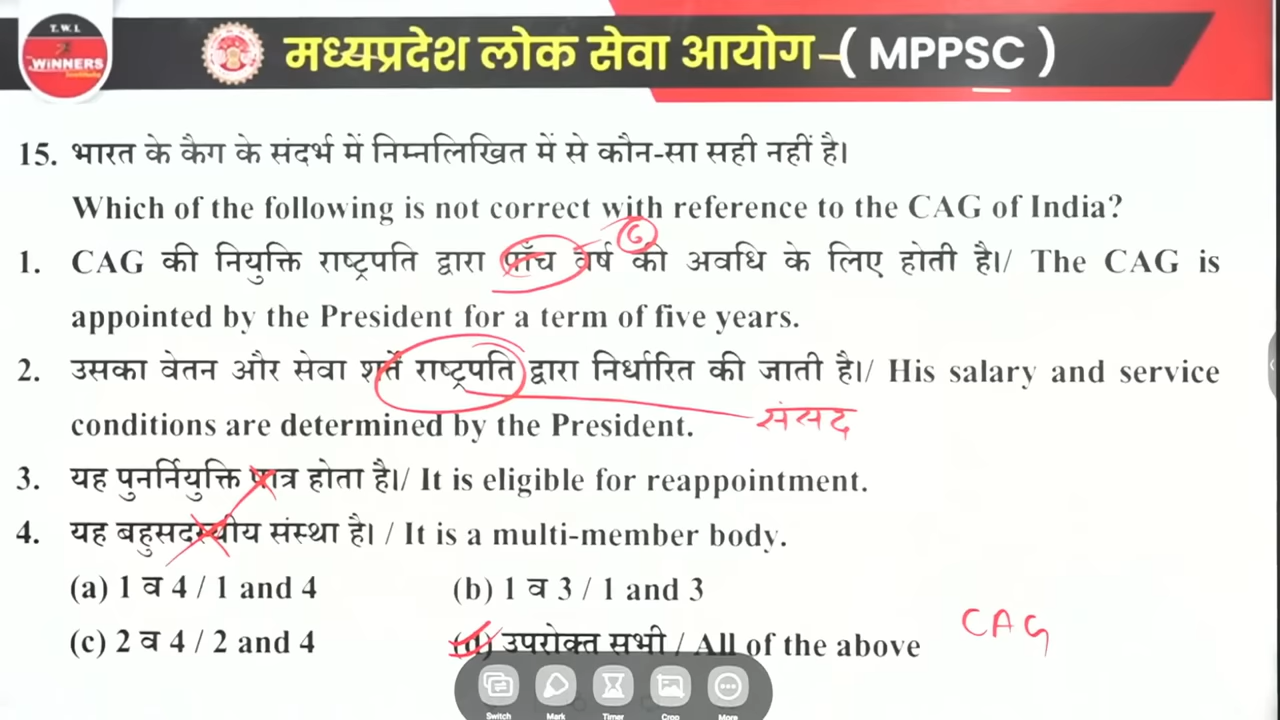 T.W.I.
WINNERS
मध्यप्रदेश लोक सेवा आयोग–( MPPSC )
15. भारत के कैग के संदर्भ में निम्नलिखित में से कौन-सा सही नहीं है।
Which of the following is not correct with reference to the CAG of India?
6
1. CAG की नियुक्ति राष्ट्रपति द्वारा पाँच वर्ष की अवधि के लिए होती है।/ The CAG is
appointed by the President for a term of five years.
2. उसका वेतन और सेवा शर्ते राष्ट्रपति द्वारा निर्धारित की जाती है।/ His salary and service
conditions are determined by the President.
संसद
3. यह पुनर्नियुक्ति पात्र होता है।/ It is eligible for reappointment.
4. यह बहुसदस्यीय संस्था है। / It is a multi-member body.
(a) 1 व 4 / 1 and 4 (b) 1 व 3 / 1 and 3
(c) 2 व 4 / 2 and 4 (d) उपरोक्त सभी / All of the above
CAG
Switch Mark Timer Crop More